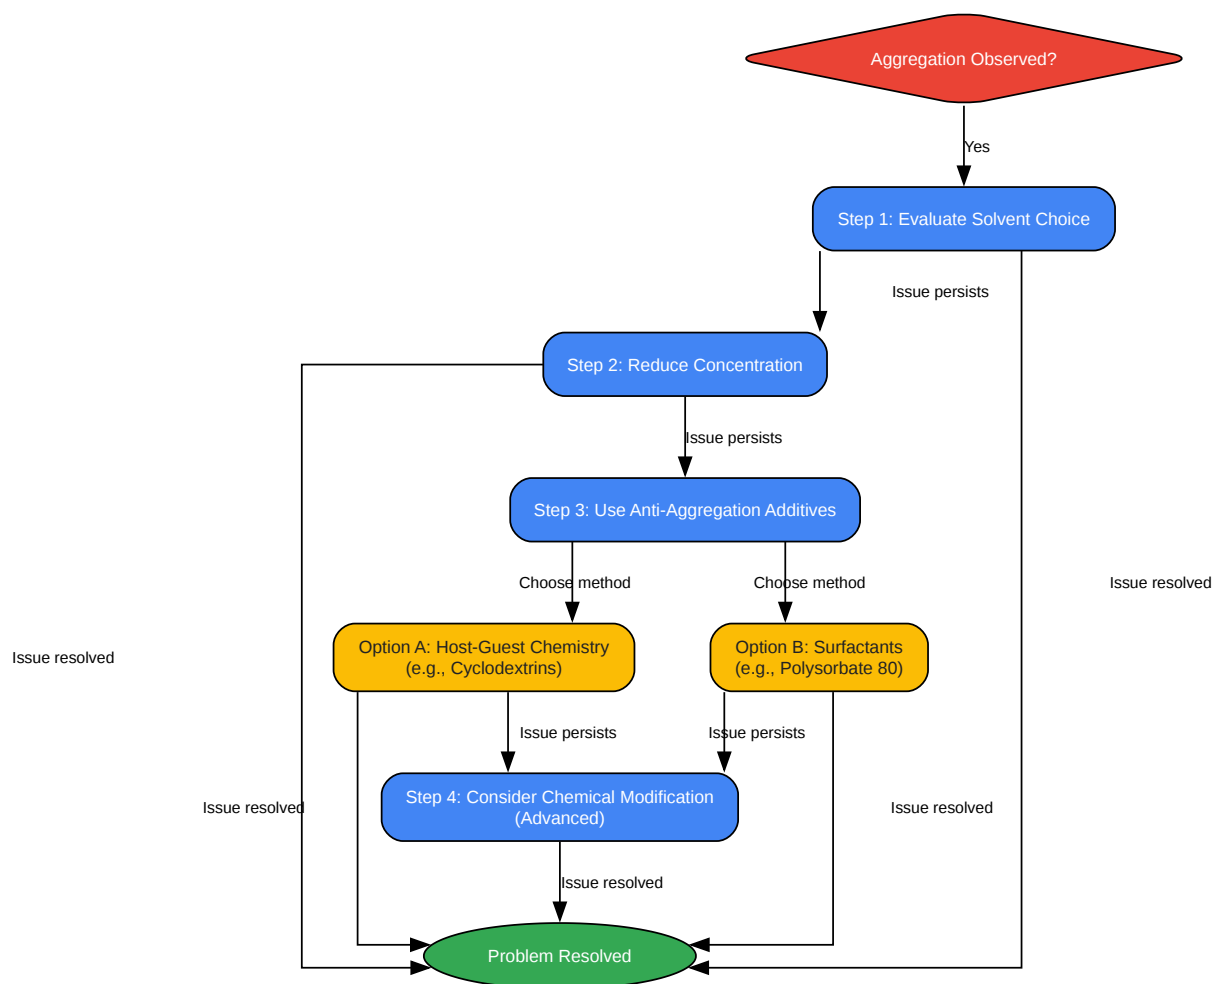 Aggregation Observed?
Yes
Step 1: Evaluate Solvent Choice
Issue persists
Step 2: Reduce Concentration
Issue persists
Step 3: Use Anti-Aggregation Additives
Choose method
Choose method
Issue resolved
Option A: Host-Guest Chemistry
(e.g., Cyclodextrins)
Option B: Surfactants
(e.g., Polysorbate 80)
Issue resolved
Issue persists
Issue persists
Step 4: Consider Chemical Modification
(Advanced)
Issue resolved
Issue resolved
Issue resolved
Problem Resolved